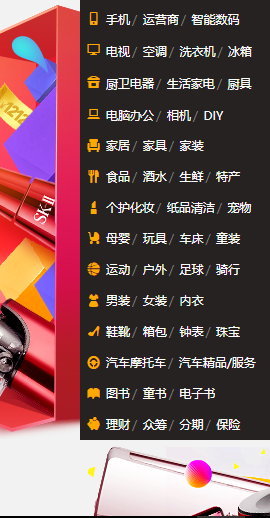 手机/ 运营商/ 智能数码
电视/ 空调/ 洗衣机/ 冰箱
厨卫电器/ 生活家电/ 厨具
电脑办公/ 相机/ DIY
家居/ 家具/ 家装
食品/ 酒水/ 生鲜/ 特产
个护化妆/ 纸品清洁/ 宠物
母婴/ 玩具/ 车床/ 童装
运动/ 户外/ 足球/ 骑行
男装/ 女装/ 内衣
鞋靴/ 箱包/ 钟表/ 珠宝
汽车摩托车/ 汽车精品/服务
图书/ 童书/ 电子书
理财/ 众筹/ 分期/ 保险
1212
SK-II